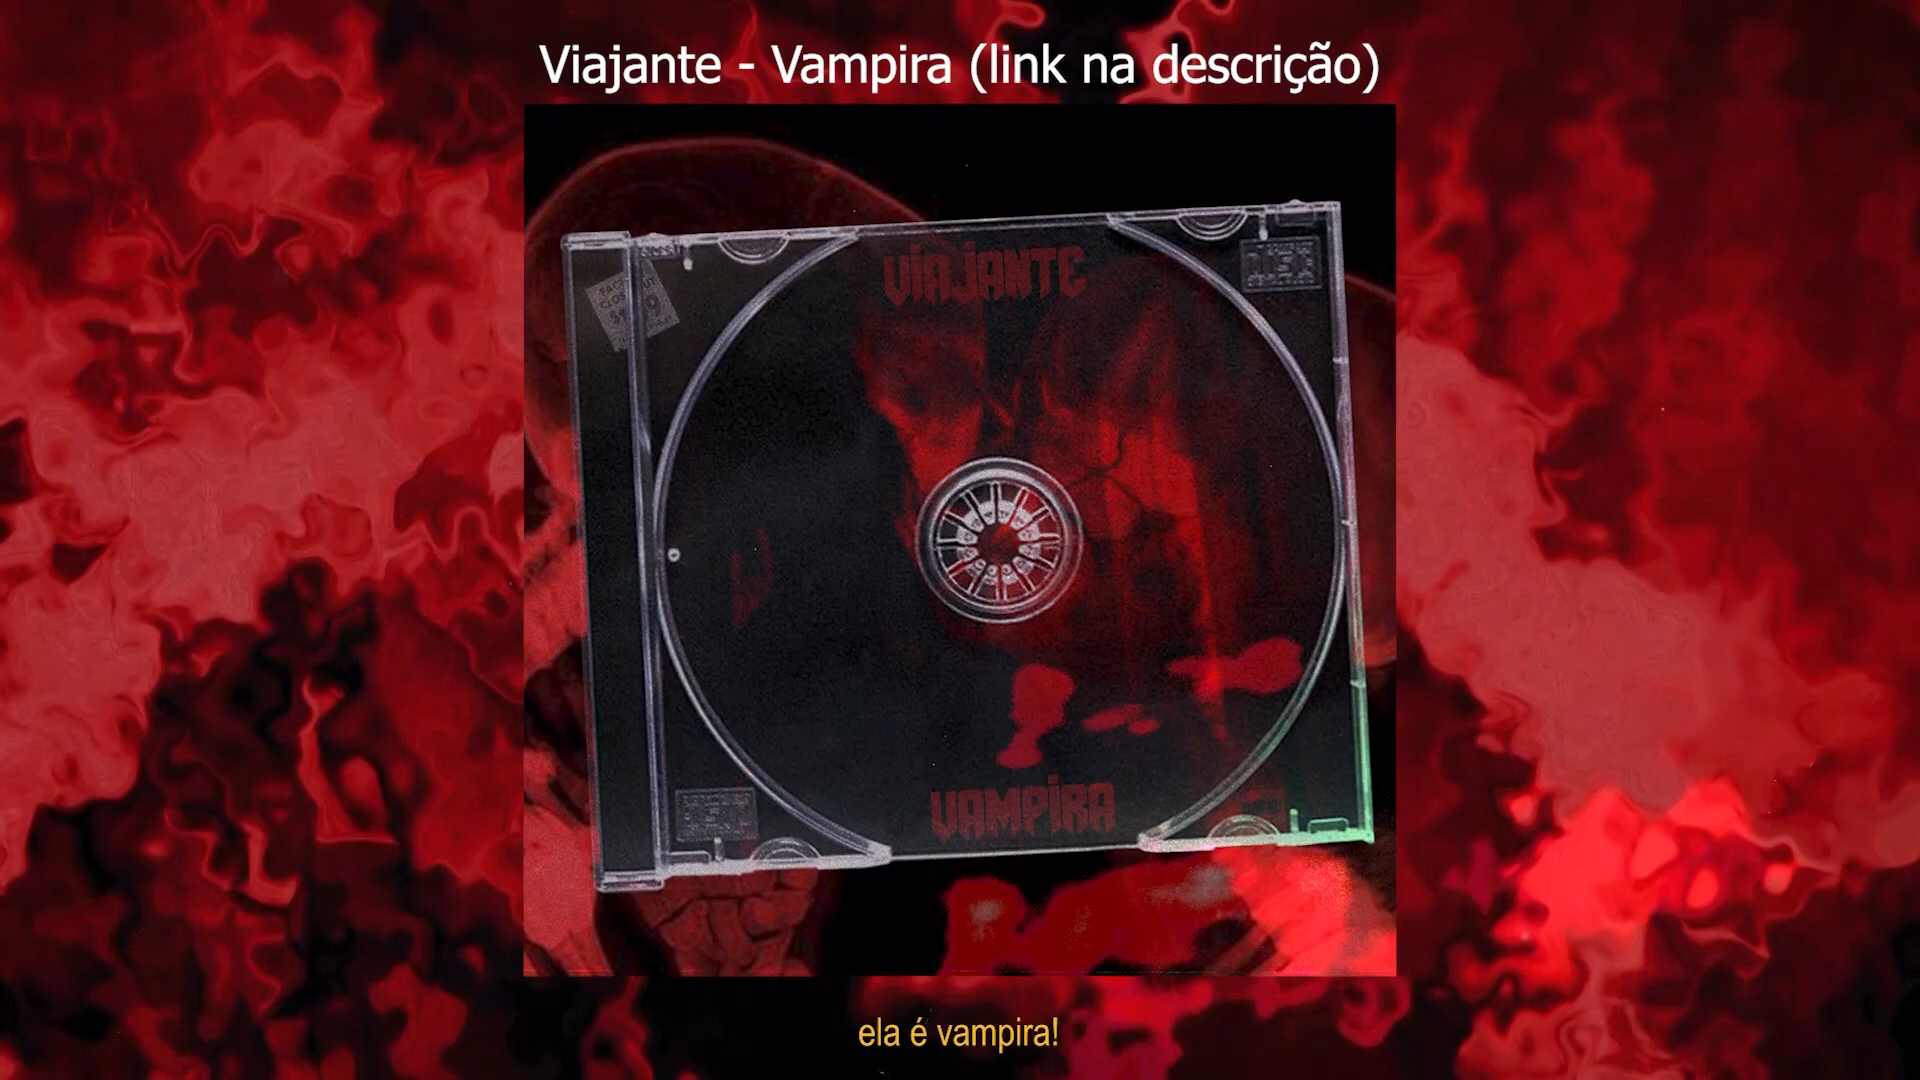 Viajante - Vampira (link na descrição)
VIAJANTE
VAMPIRA
ela é vampira!